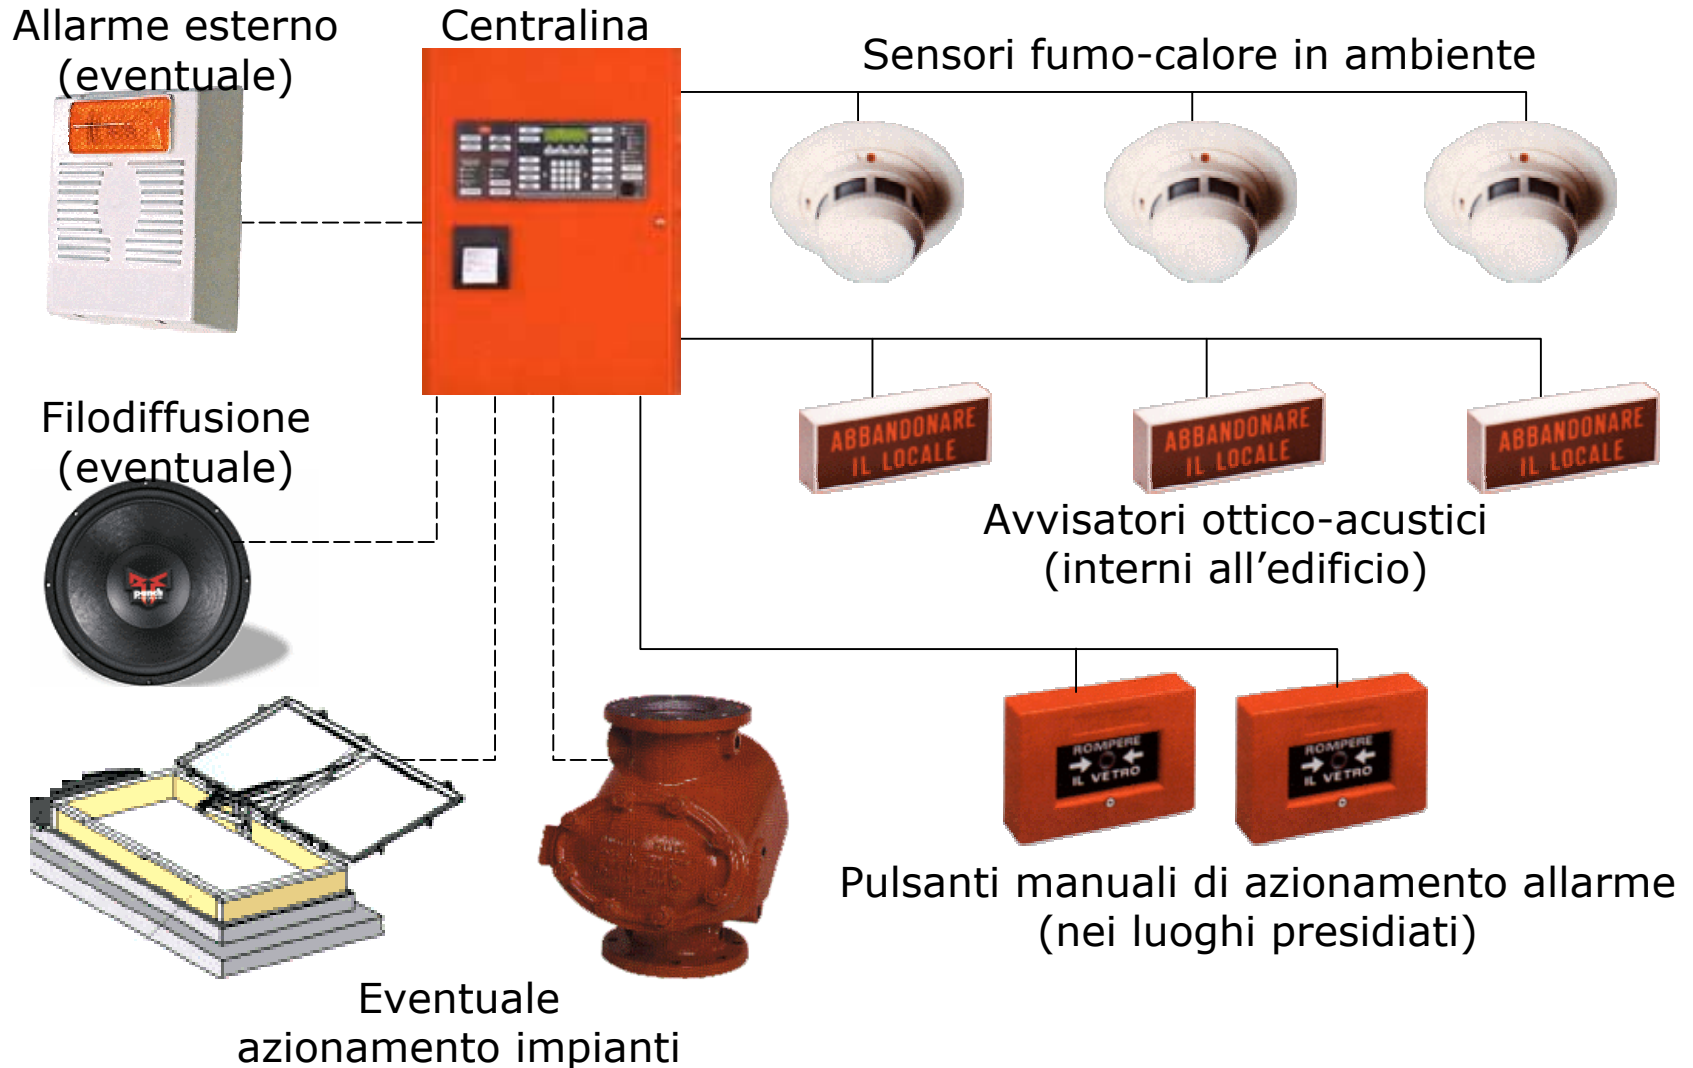 Allarme esterno
(eventuale)
Centralina
Sensori fumo-calore in ambiente
ABBANDONARE
IL LOCALE
ABBANDONARE
IL LOCALE
ABBANDONARE
IL LOCALE
Avvisatori ottico-acustici
(interni all’edificio)
Filodiffusione
(eventuale)
punch
ROMPERE
IL VETRO
ROMPERE
IL VETRO
Pulsanti manuali di azionamento allarme
(nei luoghi presidiati)
Eventuale
azionamento impianti